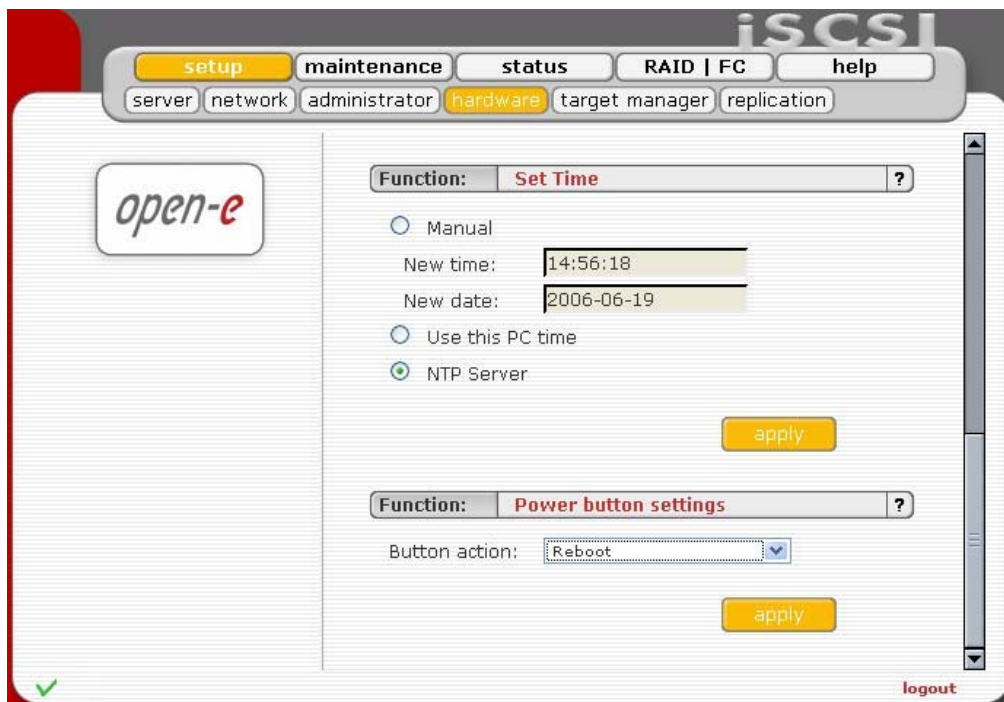 iSCSI
setup maintenance status RAID | FC help
server network administrator hardware target manager replication
open-e
Function: Set Time ?
Manual
New time: 14:56:18
New date: 2006-06-19
Use this PC time
NTP Server
apply
Function: Power button settings ?
Button action: Reboot
apply
logout